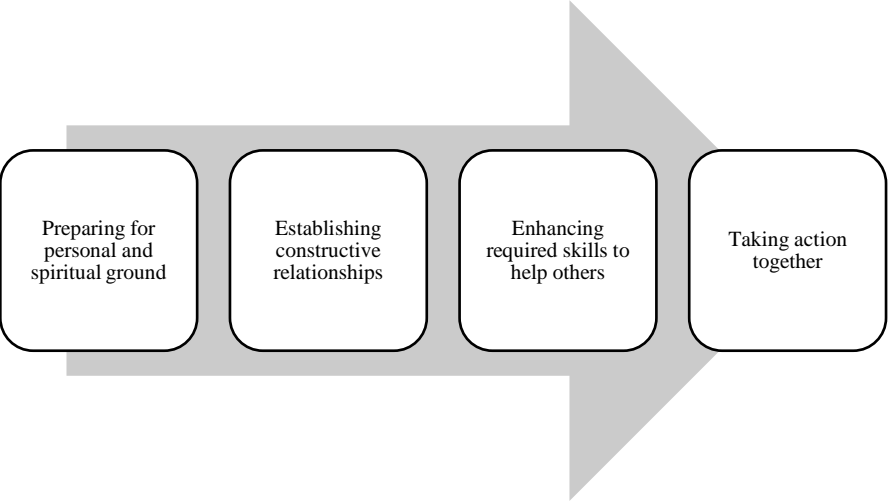 Preparing for
personal and
spiritual ground
Establishing
constructive
relationships
Enhancing
required skills to
help others
Taking action
together